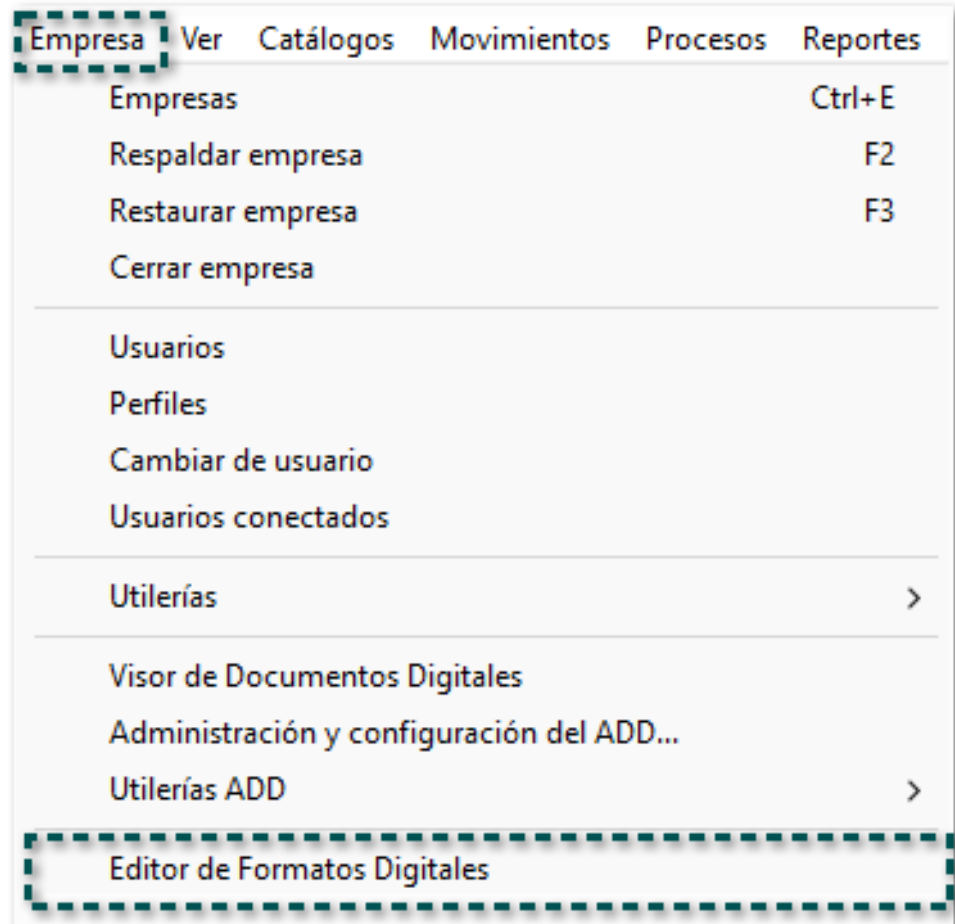 Empresa Ver Catálogos Movimientos Procesos Reportes
Empresas Ctrl+E
Respaldar empresa F2
Restaurar empresa F3
Cerrar empresa
Usuarios
Perfiles
Cambiar de usuario
Usuarios conectados
Utilerías >
Visor de Documentos Digitales
Administración y configuración del ADD...
Utilerías ADD >
Editor de Formatos Digitales